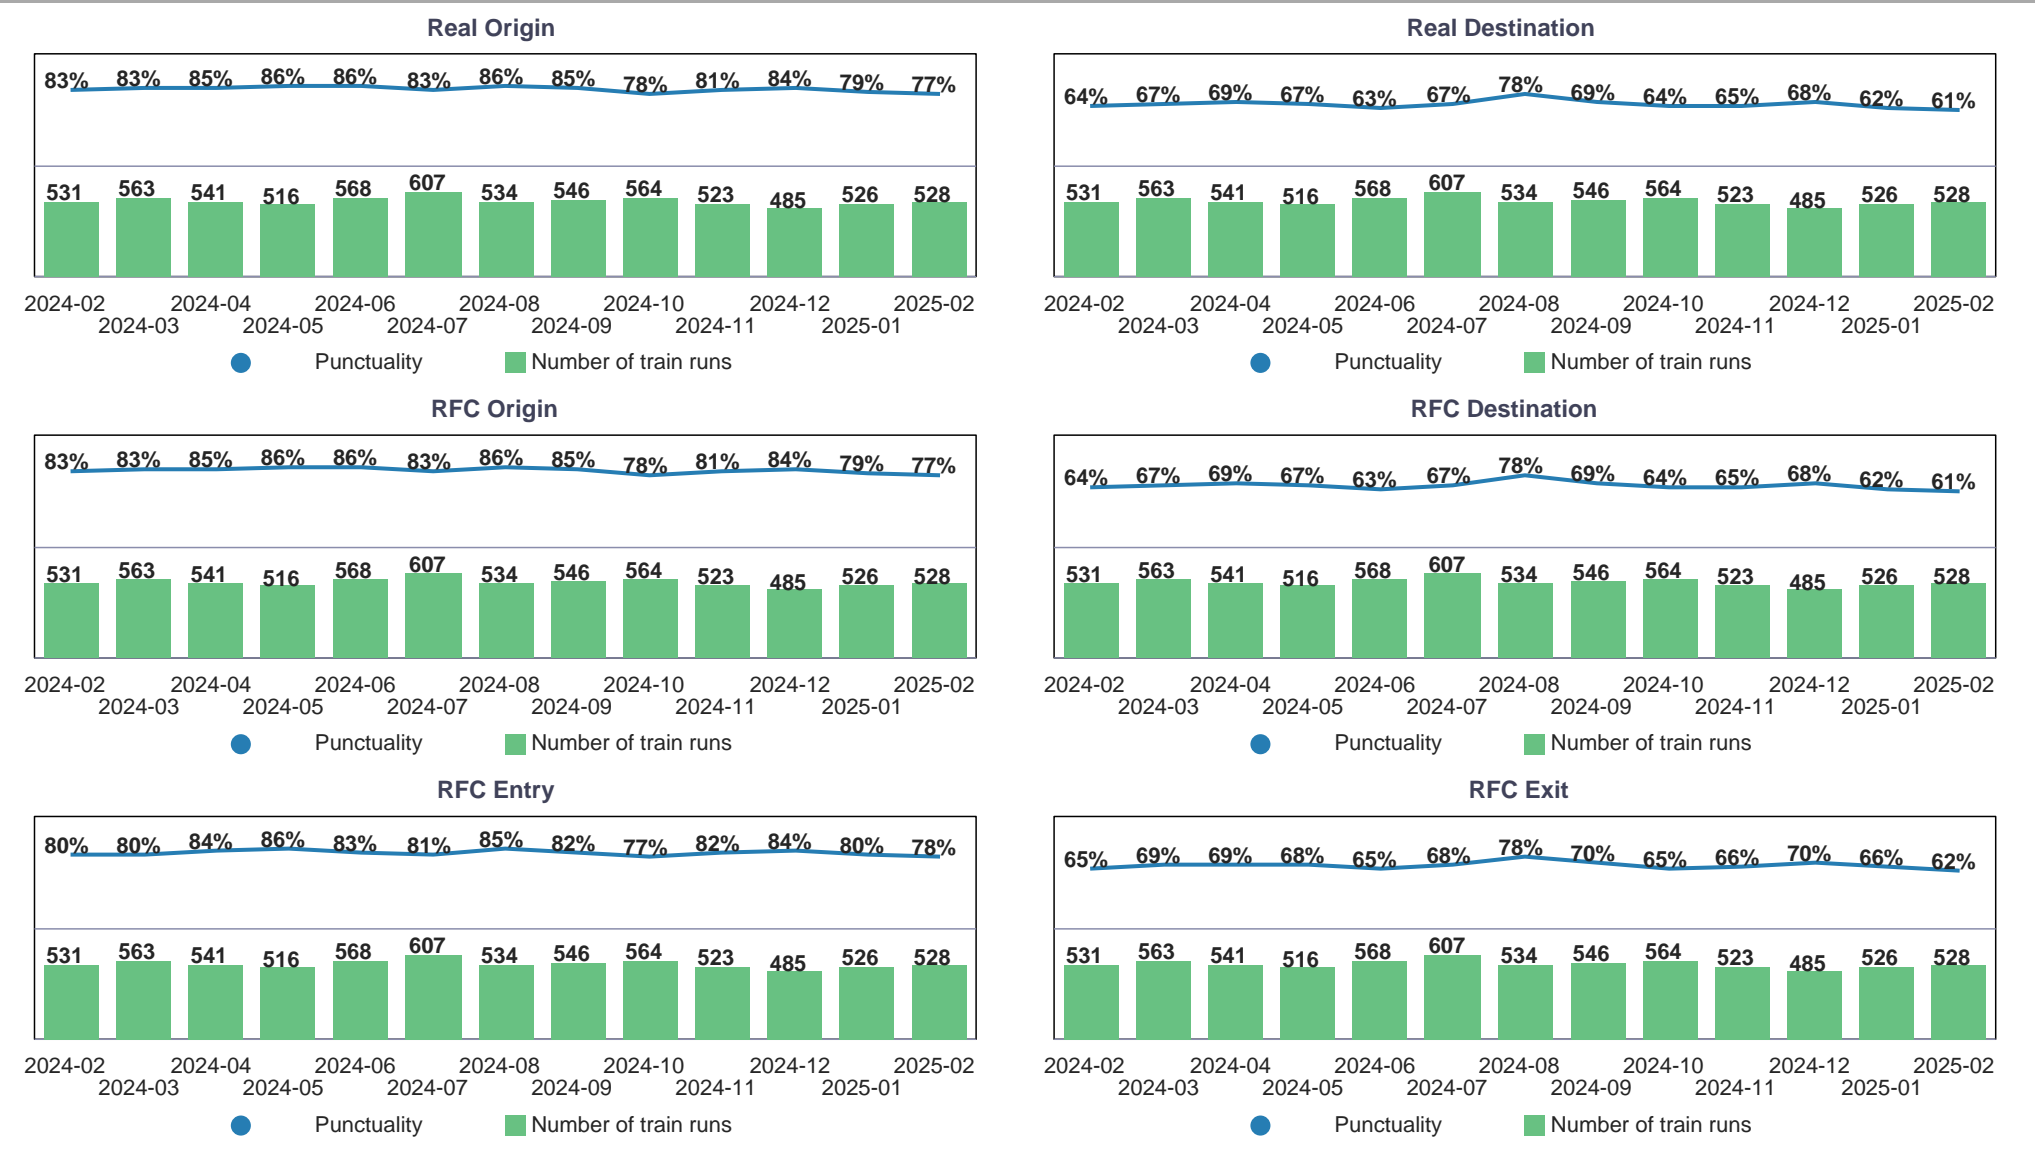 Real Origin
83% 83% 85% 86% 86% 83% 86% 85% 78% 81% 84% 79% 77%
531 563 541 516 568 607 534 546 564 523 485 526 528
2024-02 2024-04 2024-06 2024-08 2024-10 2024-12 2025-02
2024-03 2024-05 2024-07 2024-09 2024-11 2025-01
Punctuality Number of train runs
Real Destination
64% 67% 69% 67% 63% 67% 78% 69% 64% 65% 68% 62% 61%
531 563 541 516 568 607 534 546 564 523 485 526 528
2024-02 2024-04 2024-06 2024-08 2024-10 2024-12 2025-02
2024-03 2024-05 2024-07 2024-09 2024-11 2025-01
Punctuality Number of train runs
RFC Origin
83% 83% 85% 86% 86% 83% 86% 85% 78% 81% 84% 79% 77%
531 563 541 516 568 607 534 546 564 523 485 526 528
2024-02 2024-04 2024-06 2024-08 2024-10 2024-12 2025-02
2024-03 2024-05 2024-07 2024-09 2024-11 2025-01
Punctuality Number of train runs
RFC Destination
64% 67% 69% 67% 63% 67% 78% 69% 64% 65% 68% 62% 61%
531 563 541 516 568 607 534 546 564 523 485 526 528
2024-02 2024-04 2024-06 2024-08 2024-10 2024-12 2025-02
2024-03 2024-05 2024-07 2024-09 2024-11 2025-01
Punctuality Number of train runs
RFC Entry
80% 80% 84% 86% 83% 81% 85% 82% 77% 82% 84% 80% 78%
531 563 541 516 568 607 534 546 564 523 485 526 528
2024-02 2024-04 2024-06 2024-08 2024-10 2024-12 2025-02
2024-03 2024-05 2024-07 2024-09 2024-11 2025-01
Punctuality Number of train runs
RFC Exit
65% 69% 69% 68% 65% 68% 78% 70% 65% 66% 70% 66% 62%
531 563 541 516 568 607 534 546 564 523 485 526 528
2024-02 2024-04 2024-06 2024-08 2024-10 2024-12 2025-02
2024-03 2024-05 2024-07 2024-09 2024-11 2025-01
Punctuality Number of train runs